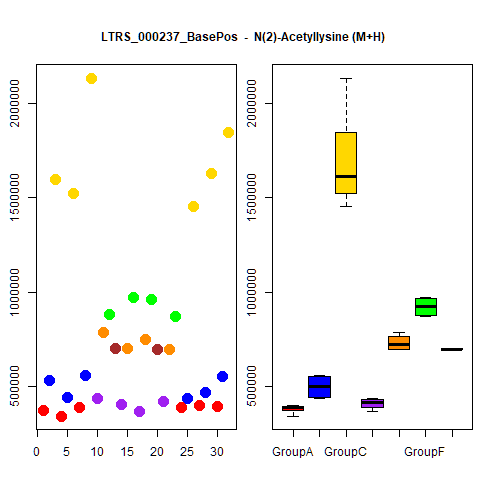 LTRS_000237_BasePos - N(2)-Acetyllysine (M+H)
2000000
1500000
1000000
500000
0 5 10 15 20 25 30
2000000
1500000
1000000
500000
GroupA GroupC GroupF